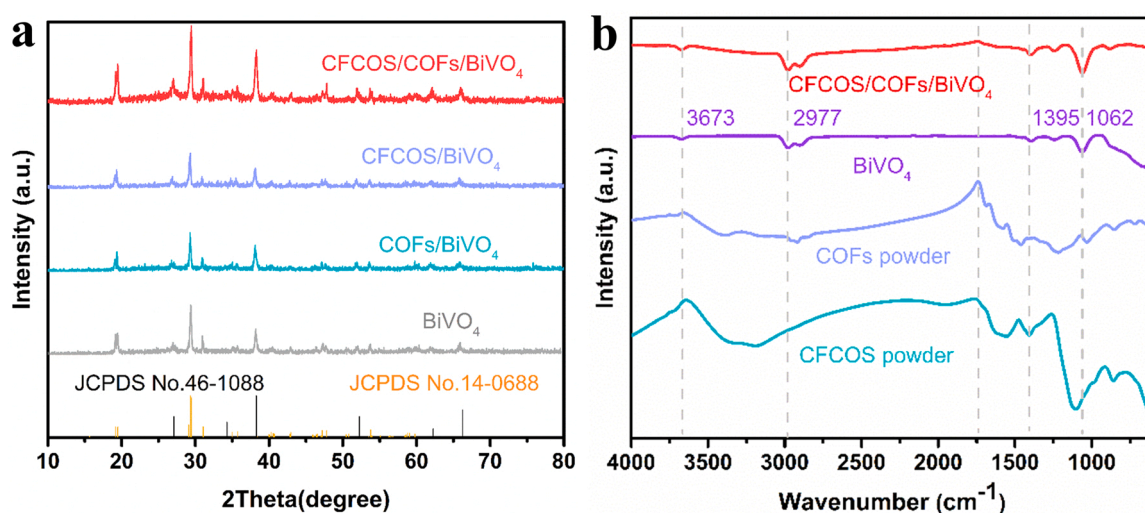 a
Intensity (a.u.)
CFCOS/COFs/BiVO₄
CFCOS/BiVO₄
COFs/BiVO₄
BiVO₄
JCPDS No.46-1088
JCPDS No.14-0688
10 20 30 40 50 60 70 80
2Theta(degree)
b
Intensity (a.u.)
CFCOS/COFs/BiVO₄
3673 2977 1395 1062
BiVO₄
COFs powder
CFCOS powder
4000 3500 3000 2500 2000 1500 1000
Wavenumber (cm⁻¹)